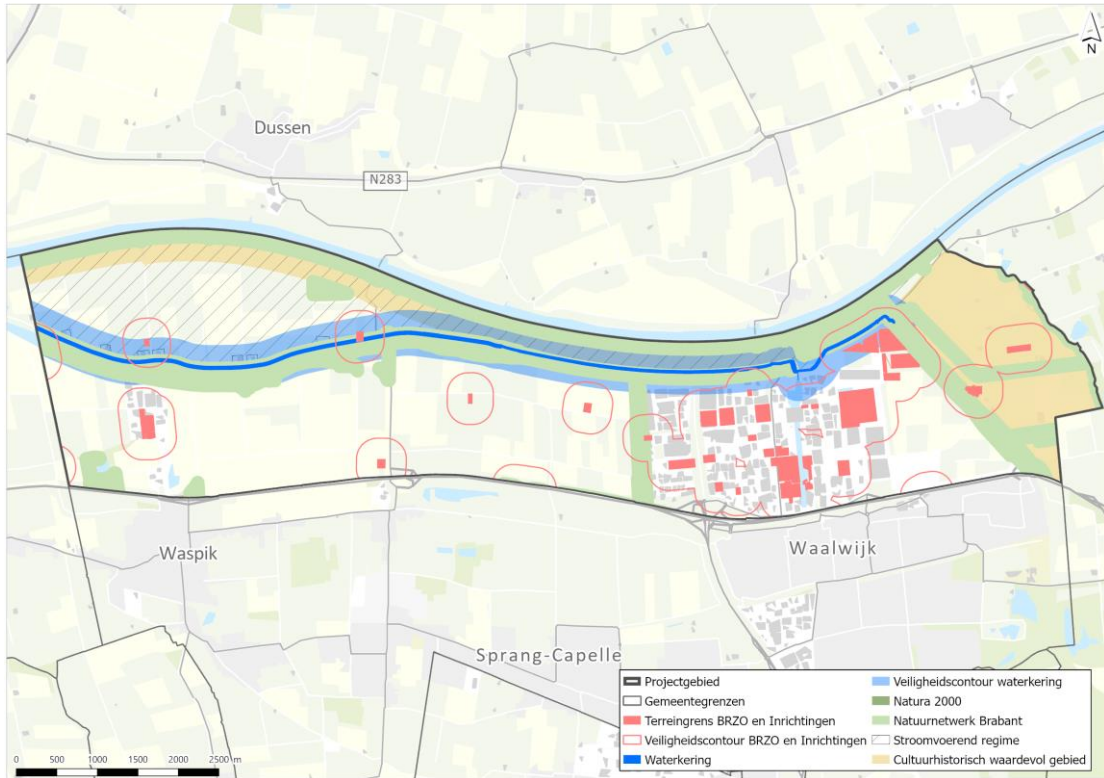 N
Dussen
N283
Waspik
Waalwijk
Sprang-Capelle
Projectgebied
Gemeentegrenzen
Terreingrens BRZO en Inrichtingen
Veiligheidscontour BRZO en Inrichtingen
Waterkering
Veiligheidscontour waterkering
Natura 2000
Natuurnetwerk Brabant
Stroomvoerend regime
Cultuurhistorisch waardevol gebied
0 500 1000 1500 2000 2500 m